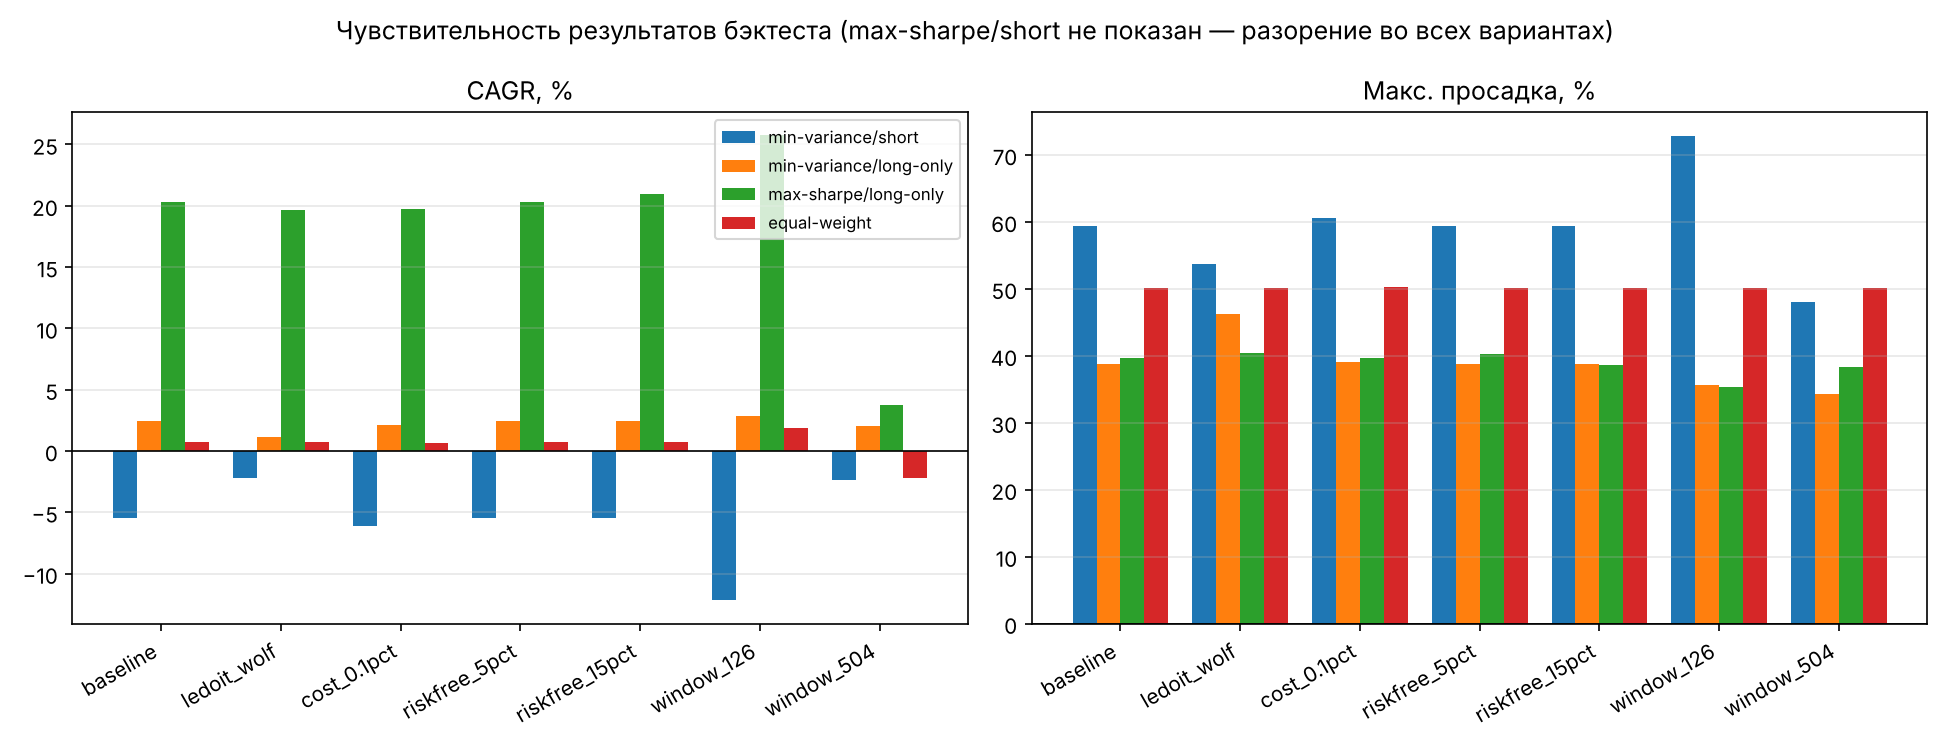 Чувствительность результатов бэктеста (max-sharpe/short не показан — разорение во всех вариантах)
CAGR, %
25
20
15
10
5
0
−5
−10
min-variance/short
min-variance/long-only
max-sharpe/long-only
equal-weight
baseline
ledoit_wolf
cost_0.1pct
riskfree_5pct
riskfree_15pct
window_126
window_504
Макс. просадка, %
70
60
50
40
30
20
10
0
baseline
ledoit_wolf
cost_0.1pct
riskfree_5pct
riskfree_15pct
window_126
window_504